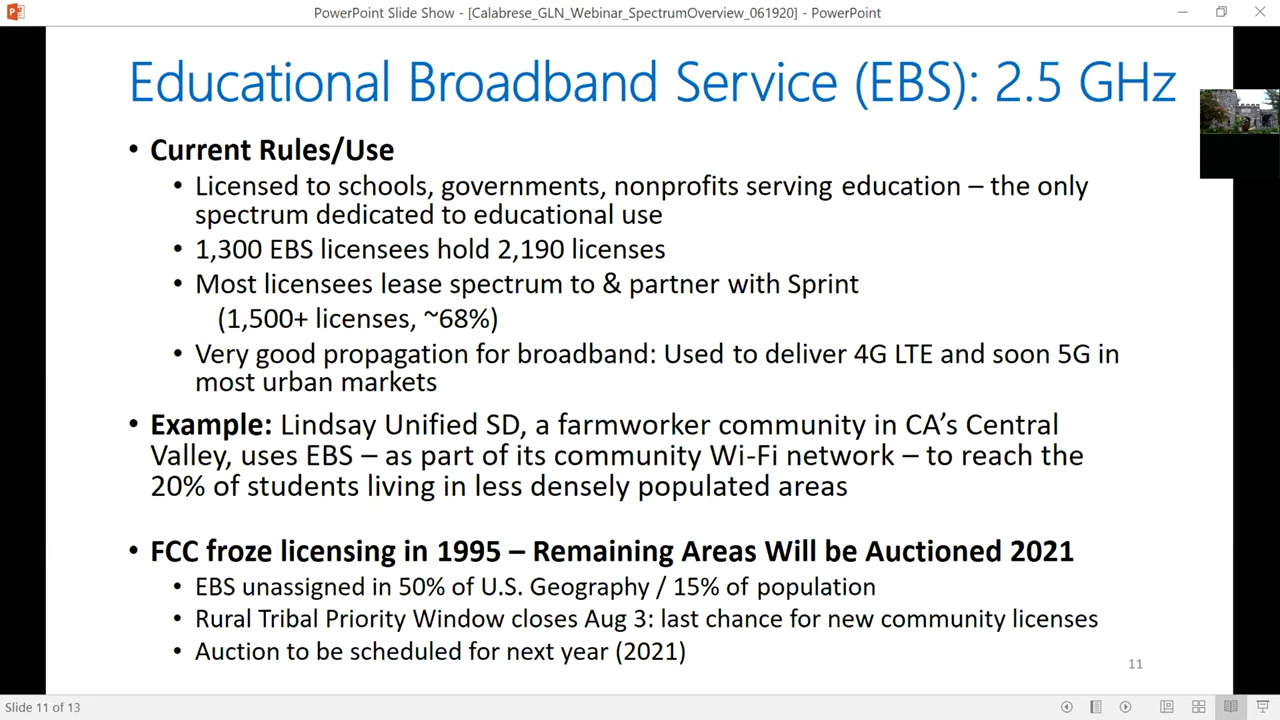 PowerPoint Slide Show - [Calabrese_GLN_Webinar_SpectrumOverview_061920] - PowerPoint
Educational Broadband Service (EBS): 2.5 GHz
• Current Rules/Use
• Licensed to schools, governments, nonprofits serving education – the only
spectrum dedicated to educational use
• 1,300 EBS licensees hold 2,190 licenses
• Most licensees lease spectrum to & partner with Sprint
(1,500+ licenses, ~68%)
• Very good propagation for broadband: Used to deliver 4G LTE and soon 5G in
most urban markets
• Example: Lindsay Unified SD, a farmworker community in CA’s Central
Valley, uses EBS – as part of its community Wi-Fi network – to reach the
20% of students living in less densely populated areas
• FCC froze licensing in 1995 – Remaining Areas Will be Auctioned 2021
• EBS unassigned in 50% of U.S. Geography / 15% of population
• Rural Tribal Priority Window closes Aug 3: last chance for new community licenses
• Auction to be scheduled for next year (2021)
11
Slide 11 of 13